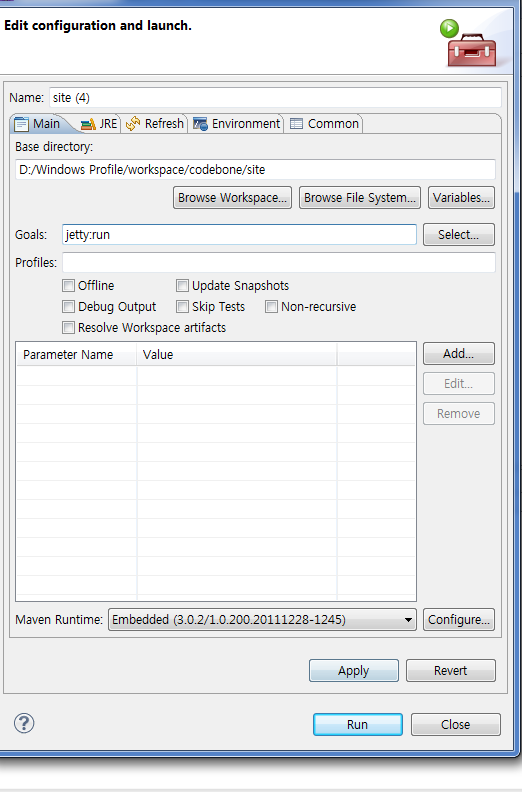 Edit configuration and launch.
Name: site (4)
Main JRE Refresh Environment Common
Base directory:
D:/Windows Profile/workspace/codebone/site
Browse Workspace... Browse File System... Variables...
Goals: jetty:run Select...
Profiles:
Offline Update Snapshots
Debug Output Skip Tests Non-recursive
Resolve Workspace artifacts
Parameter Name Value Add...
Edit...
Remove
Maven Runtime: Embedded (3.0.2/1.0.200.20111228-1245) Configure...
Apply Revert
? Run Close